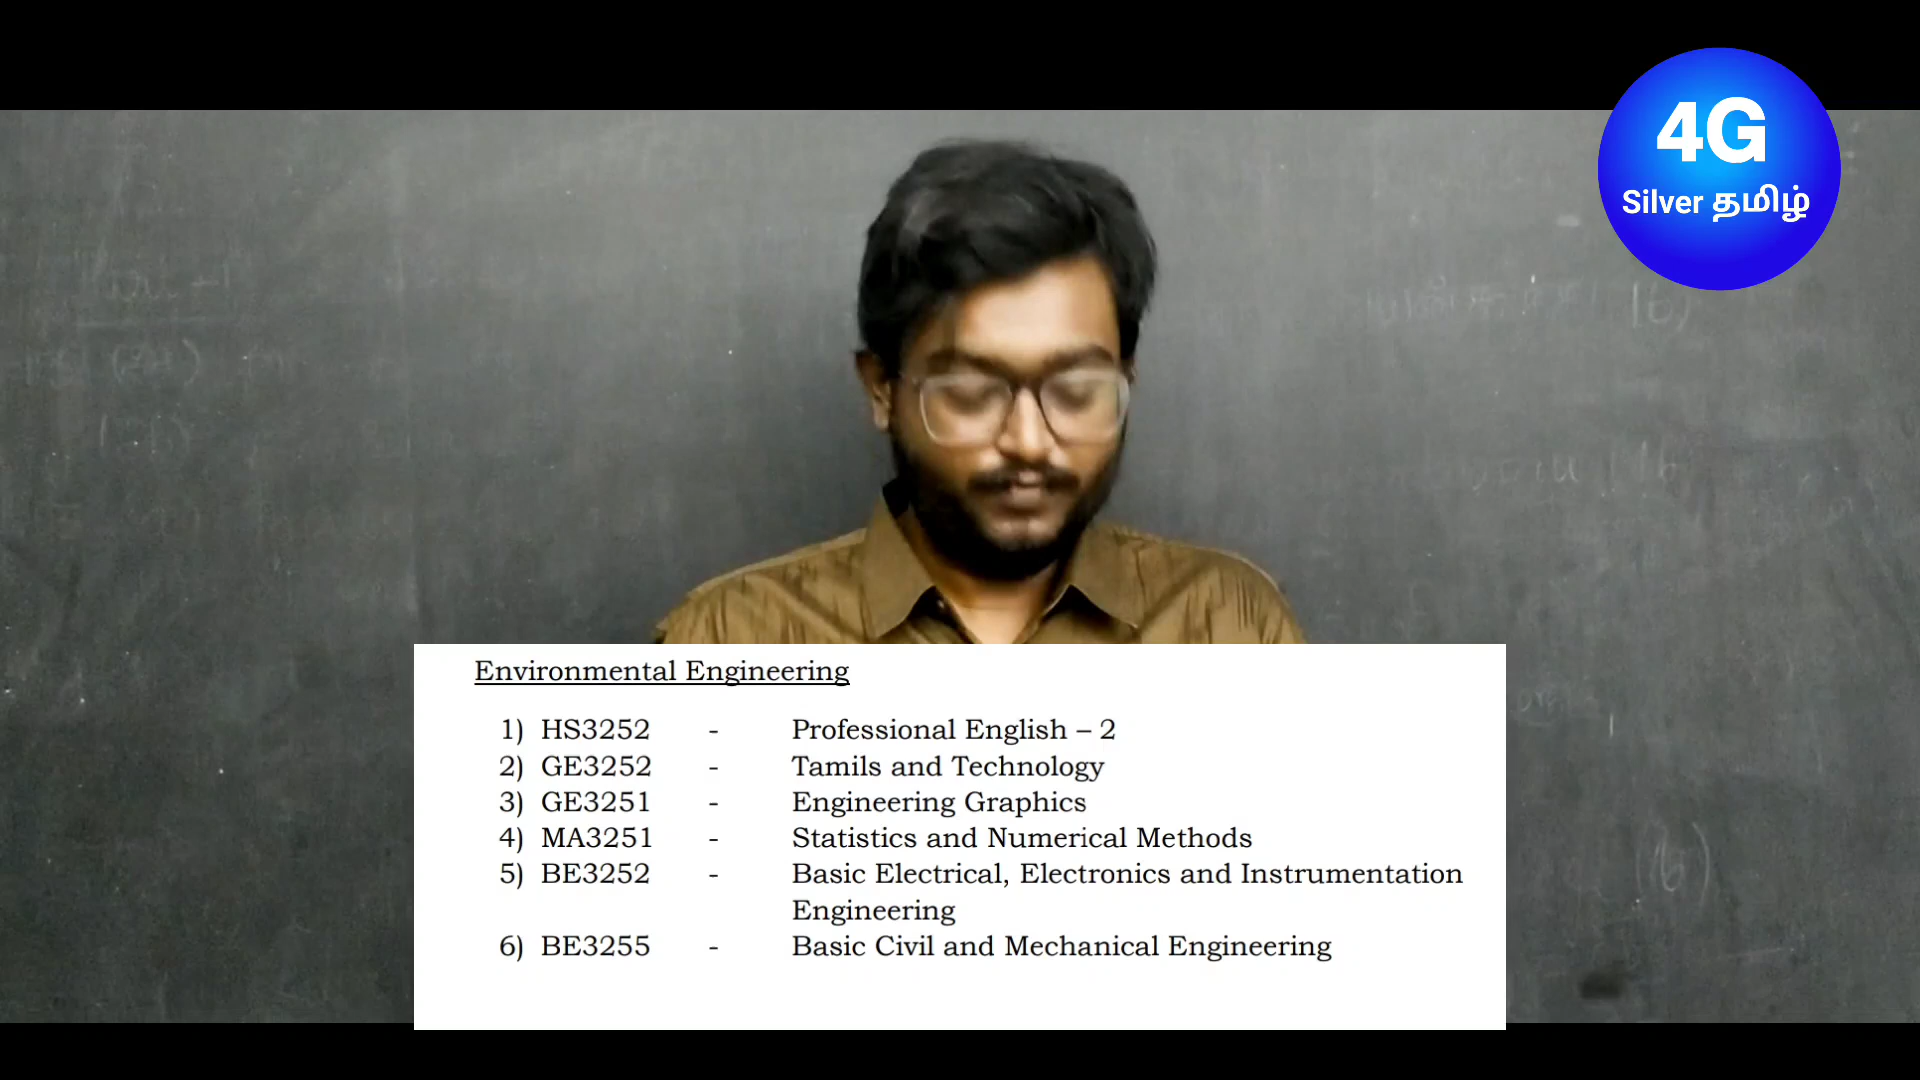 4G
Silver தமிழ்
Environmental Engineering
1) HS3252 - Professional English – 2
2) GE3252 - Tamils and Technology
3) GE3251 - Engineering Graphics
4) MA3251 - Statistics and Numerical Methods
5) BE3252 - Basic Electrical, Electronics and Instrumentation
Engineering
6) BE3255 - Basic Civil and Mechanical Engineering